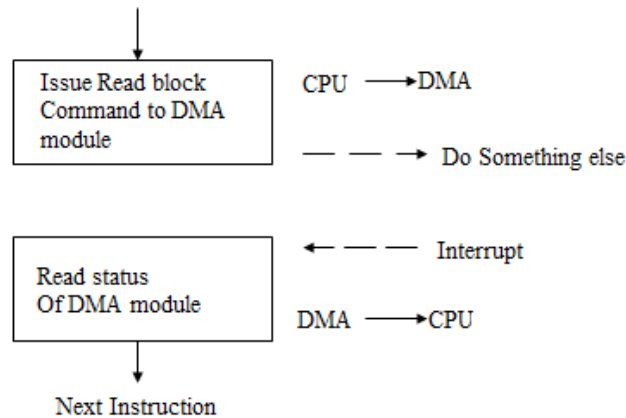 Issue Read block
Command to DMA
module
CPU DMA
Do Something else
Read status
Of DMA module
Interrupt
DMA CPU
Next Instruction